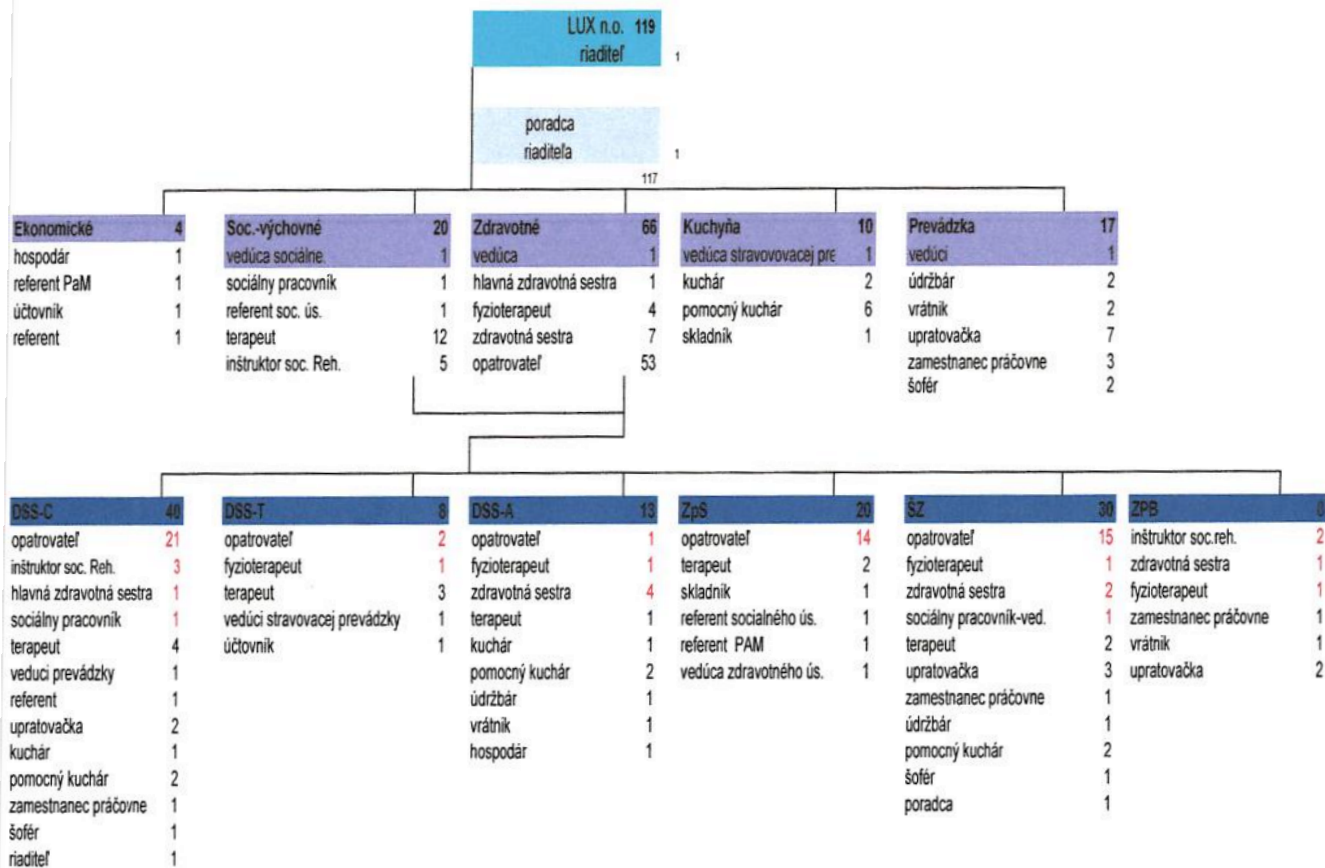 LUX n.o. 119
riaditeľ 1
poradca
riaditeľa 1
117
Ekonomické 4
hospodár 1
referent PaM 1
účtovník 1
referent 1
Soc.-výchovné 20
vedúca sociálne. 1
sociálny pracovník 1
referent soc. ús. 1
terapeut 12
inštruktor soc. Reh. 5
Zdravotné 66
vedúca 1
hlavná zdravotná sestra 1
fyzioterapeut 4
zdravotná sestra 7
opatrovateľ 53
Kuchyňa 10
vedúca stravovovacej pre 1
kuchár 2
pomocný kuchár 6
skladník 1
Prevádzka 17
vedúci 1
údržbár 2
vrátnik 2
upratovačka 7
zamestnanec práčovne 3
šofér 2
DSS-C 40
opatrovateľ 21
inštruktor soc. Reh. 3
hlavná zdravotná sestra 1
sociálny pracovník 1
terapeut 4
veduci prevádzky 1
referent 1
upratovačka 2
kuchár 1
pomocný kuchár 2
zamestnanec práčovne 1
šofér 1
riaditeľ 1
DSS-T 8
opatrovateľ 2
fyzioterapeut 1
terapeut 3
vedúci stravovacej prevádzky 1
účtovník 1
DSS-A 13
opatrovateľ 1
fyzioterapeut 1
zdravotná sestra 4
terapeut 1
kuchár 1
pomocný kuchár 2
údržbár 1
vrátnik 1
hospodár 1
ZpS 20
opatrovateľ 14
terapeut 2
skladník 1
referent socialného ús. 1
referent PAM 1
vedúca zdravotného ús. 1
ŠZ 30
opatrovateľ 15
fyzioterapeut 1
zdravotná sestra 2
sociálny pracovník-ved. 1
terapeut 2
upratovačka 3
zamestnanec práčovne 1
údržbár 1
pomocný kuchár 2
šofér 1
poradca 1
ZPB
inštruktor soc.reh. 2
zdravotná sestra 1
fyzioterapeut 1
zamestnanec práčovne 1
vrátnik 1
upratovačka 2